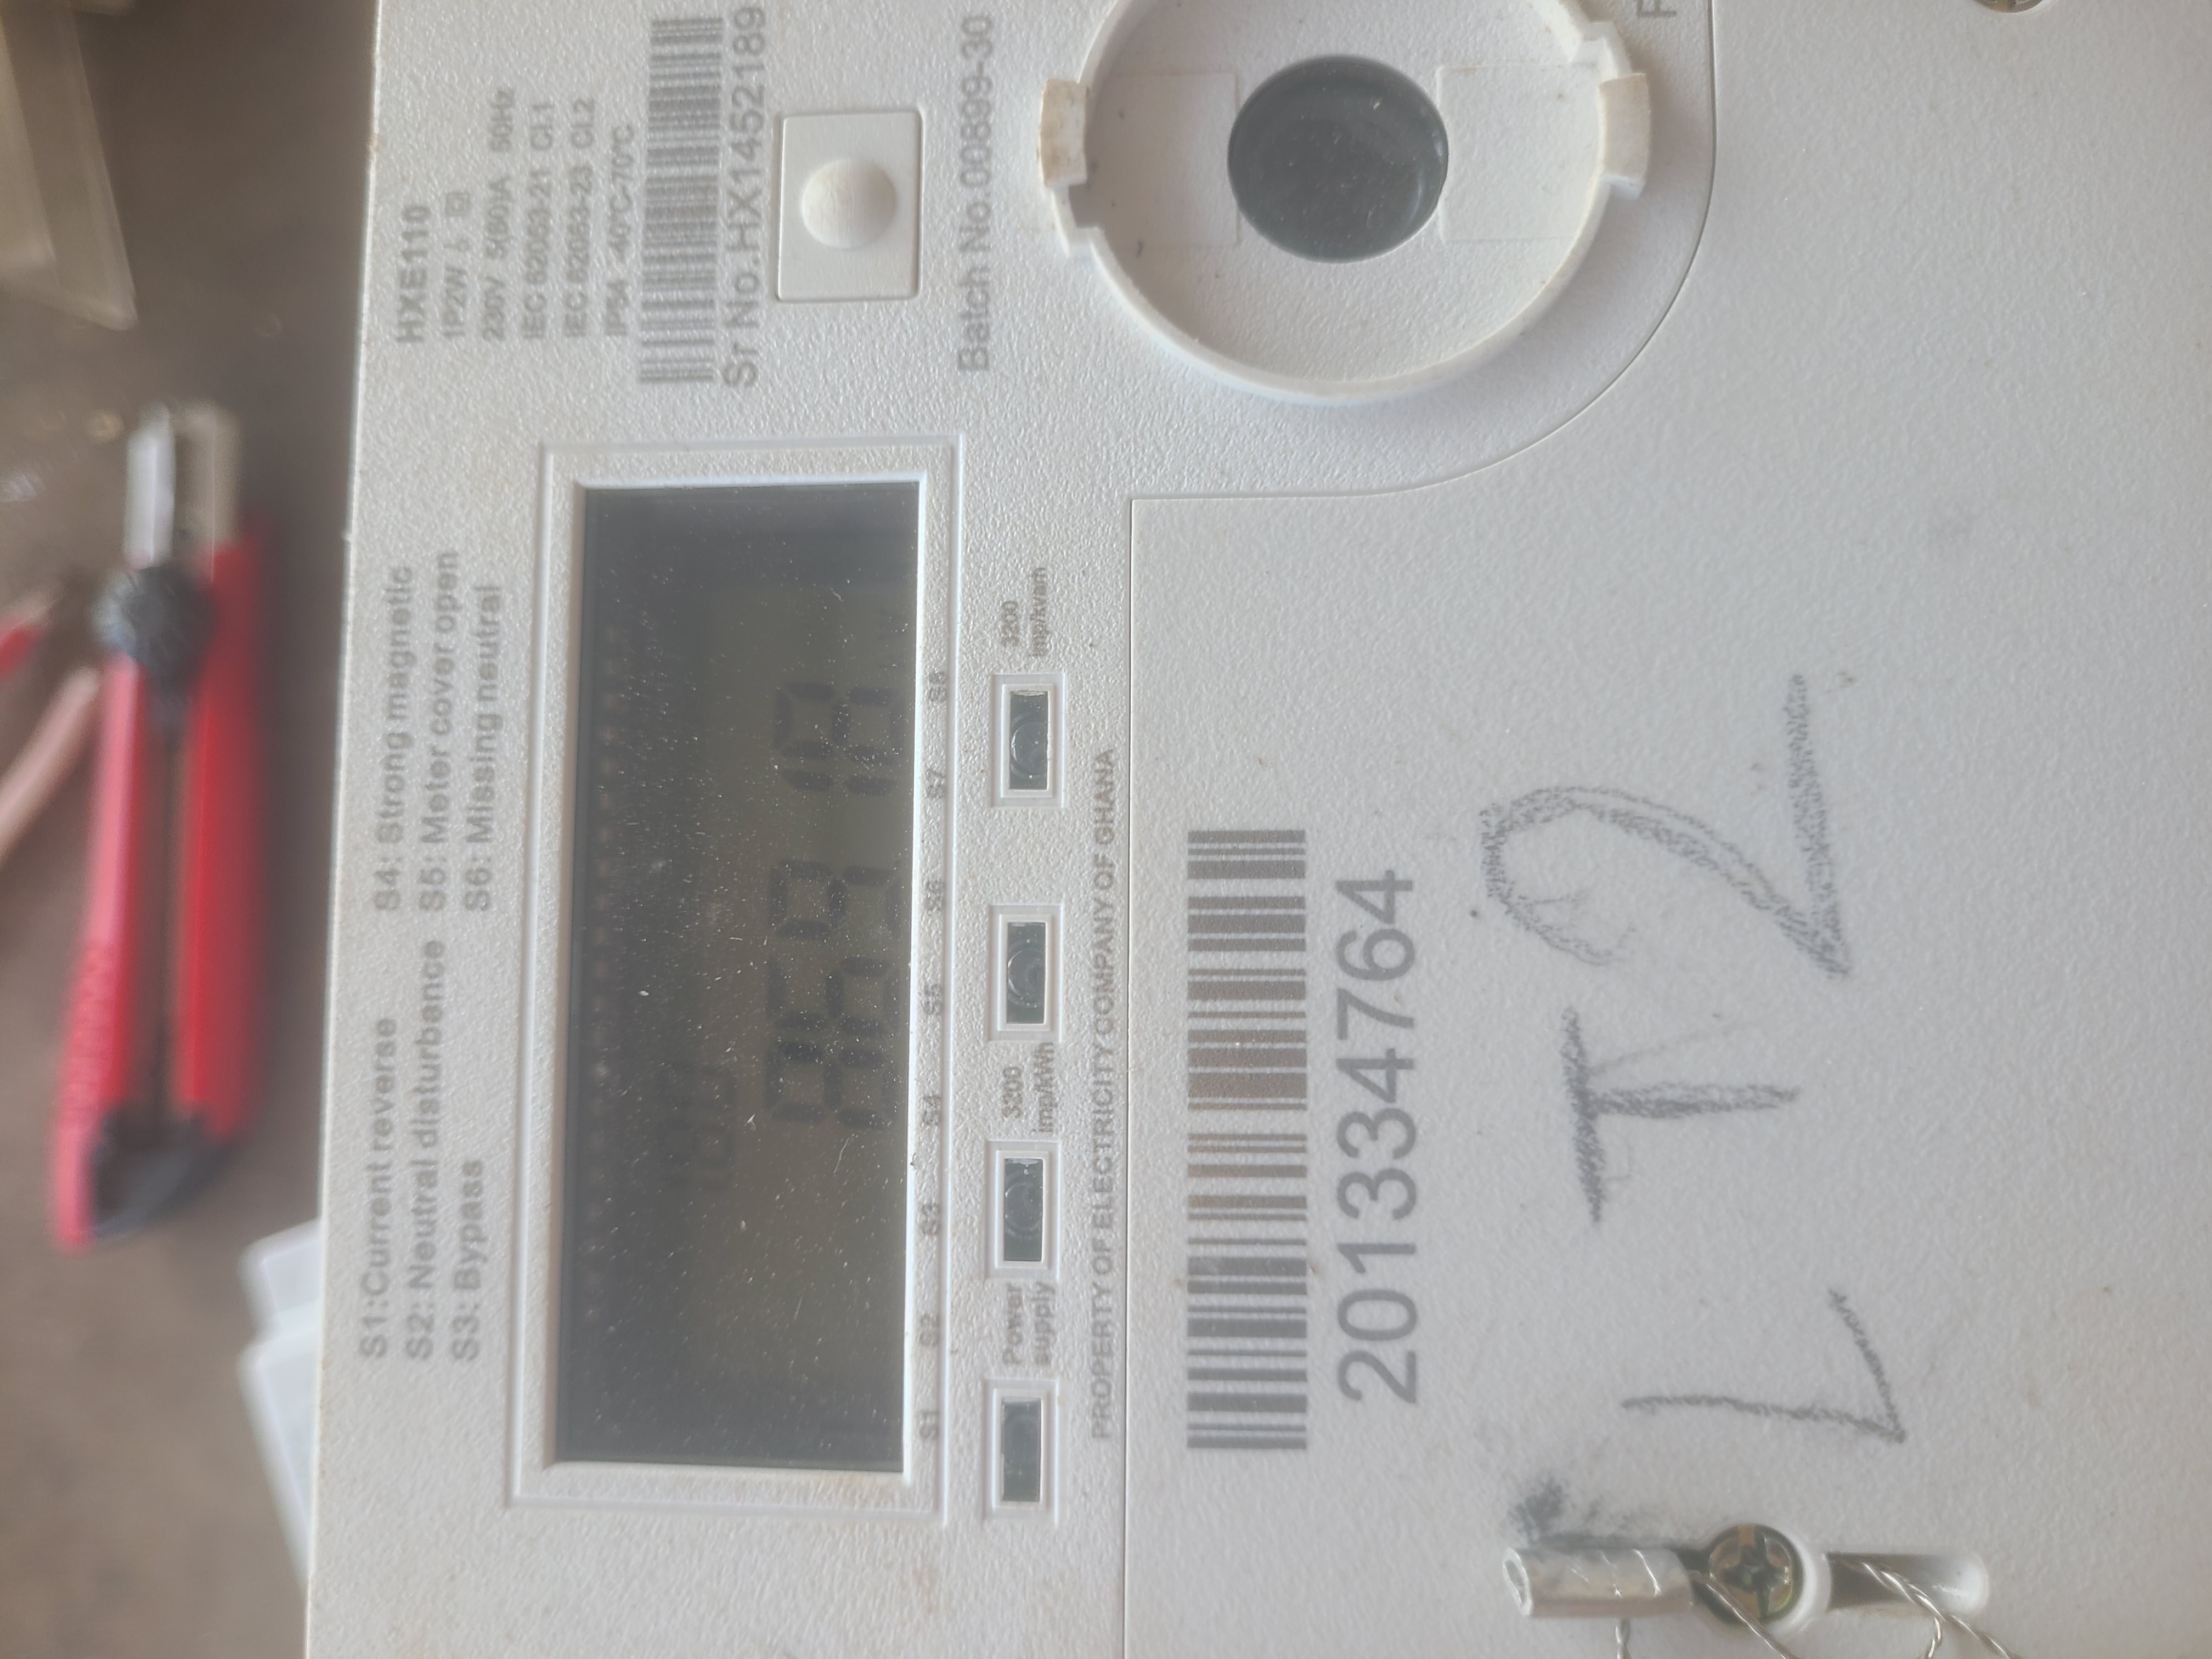 S1:Current reverse
S2: Neutral disturbance
S3: Bypass
S4: Strong magnetic
S5: Meter cover open
S6: Missing neutral
HXE110
1P2W
230V 5(60)A 50Hz
IEC 62053-21 Cl.1
IEC 62053-23 Cl.2
IP54 -40°C-70°C
Sr No.HX1452189
1.8.0
S1 S2 S3 S4 S5 S6 S7 S8
Power supply
3200 imp/kWh
3200 imp/kvarh
Batch No.00899-30
PROPERTY OF ELECTRICITY COMPANY OF GHANA
201334764
LT2